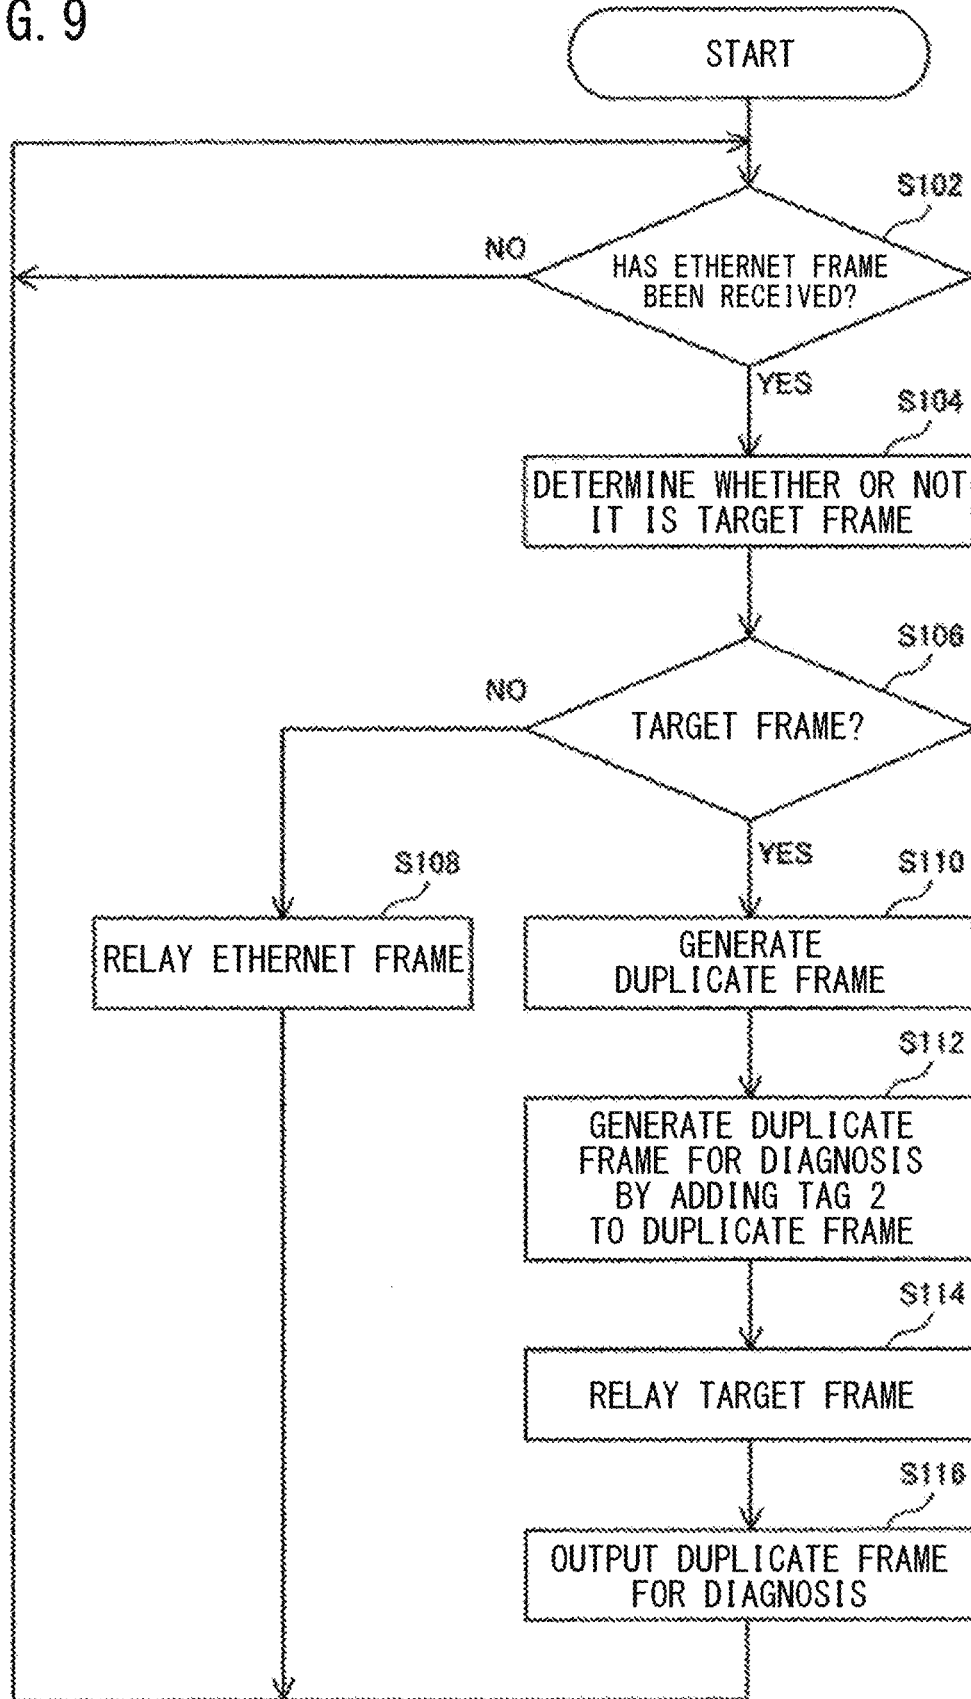 G. 9
START
S102
NO
HAS ETHERNET FRAME
BEEN RECEIVED?
YES
S104
DETERMINE WHETHER OR NOT
IT IS TARGET FRAME
S106
NO
TARGET FRAME?
YES
S108
S110
RELAY ETHERNET FRAME
GENERATE
DUPLICATE FRAME
S112
GENERATE DUPLICATE
FRAME FOR DIAGNOSIS
BY ADDING TAG 2
TO DUPLICATE FRAME
S114
RELAY TARGET FRAME
S116
OUTPUT DUPLICATE FRAME
FOR DIAGNOSIS